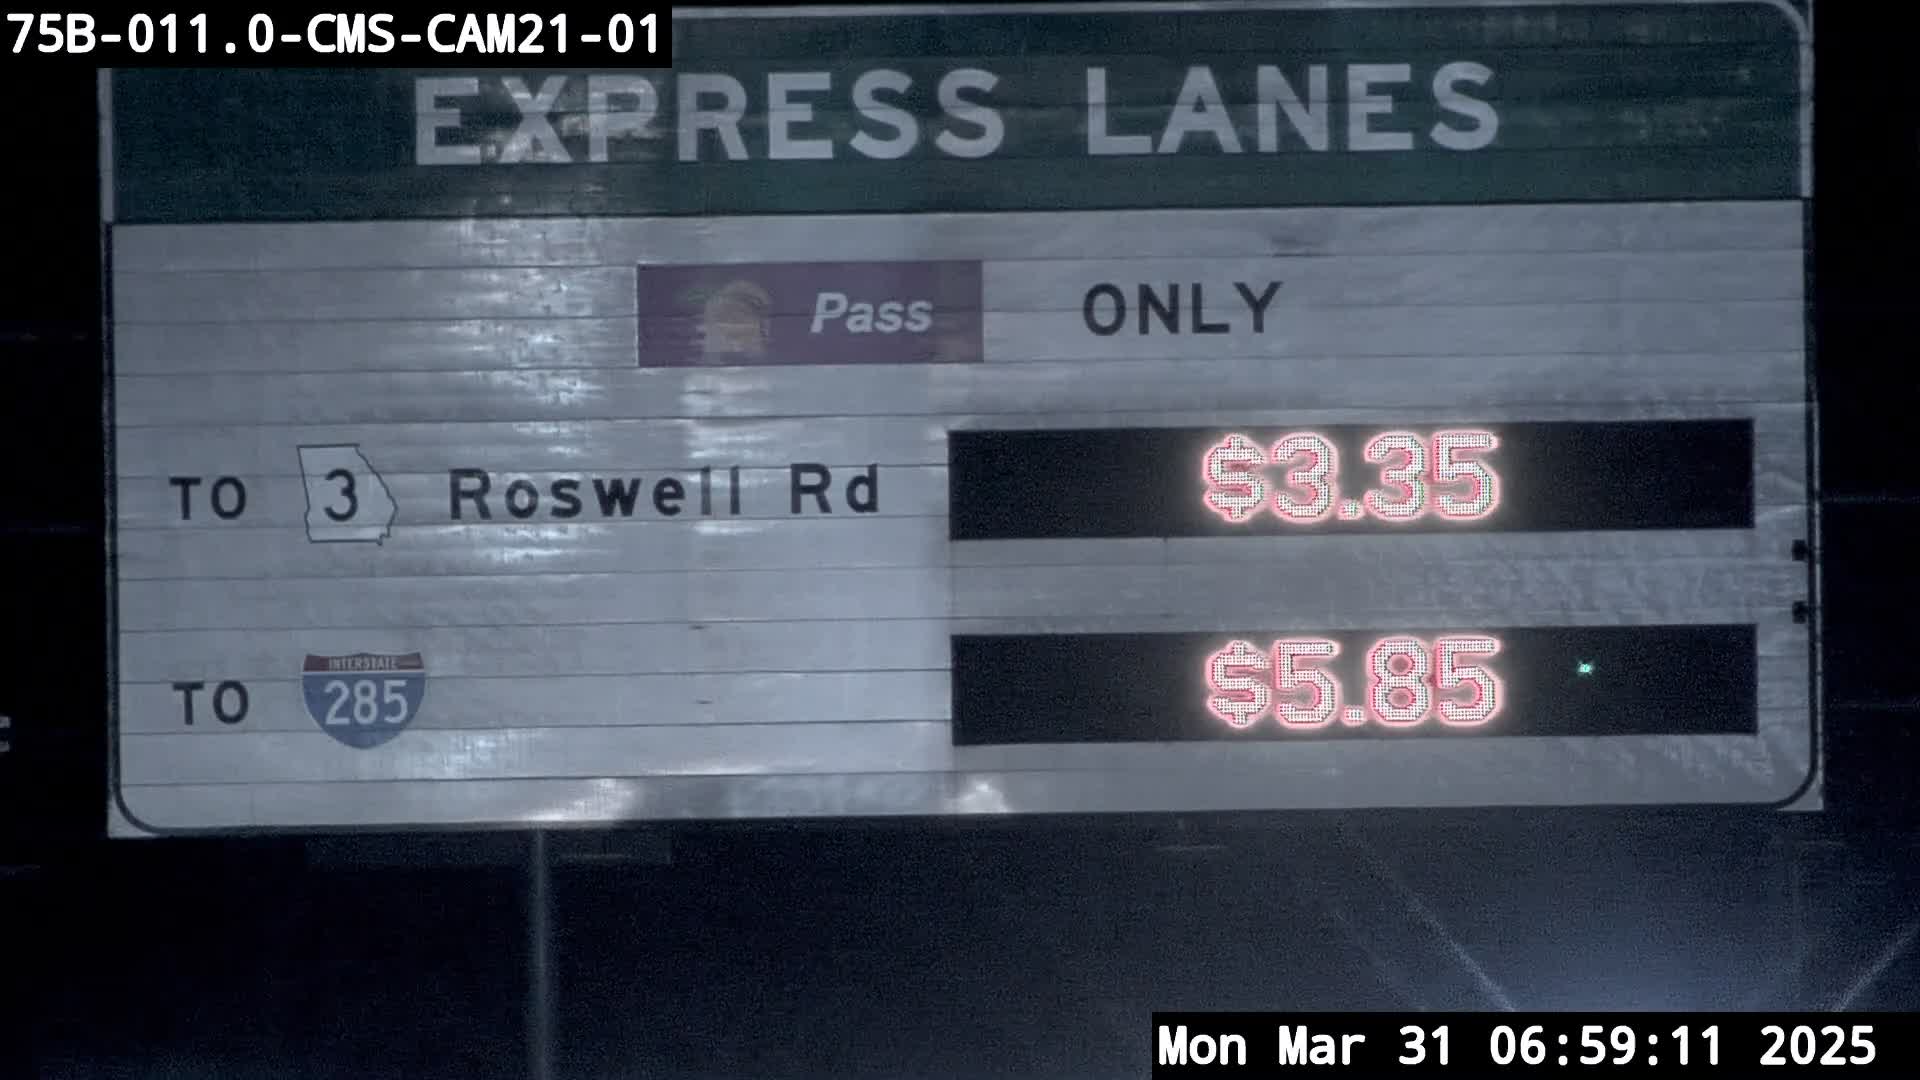 75B-011.0-CMS-CAM21-01
EXPRESS LANES
Pass ONLY
TO 3 Roswell Rd $3.35
TO INTERSTATE 285 $5.85
Mon Mar 31 06:59:11 2025